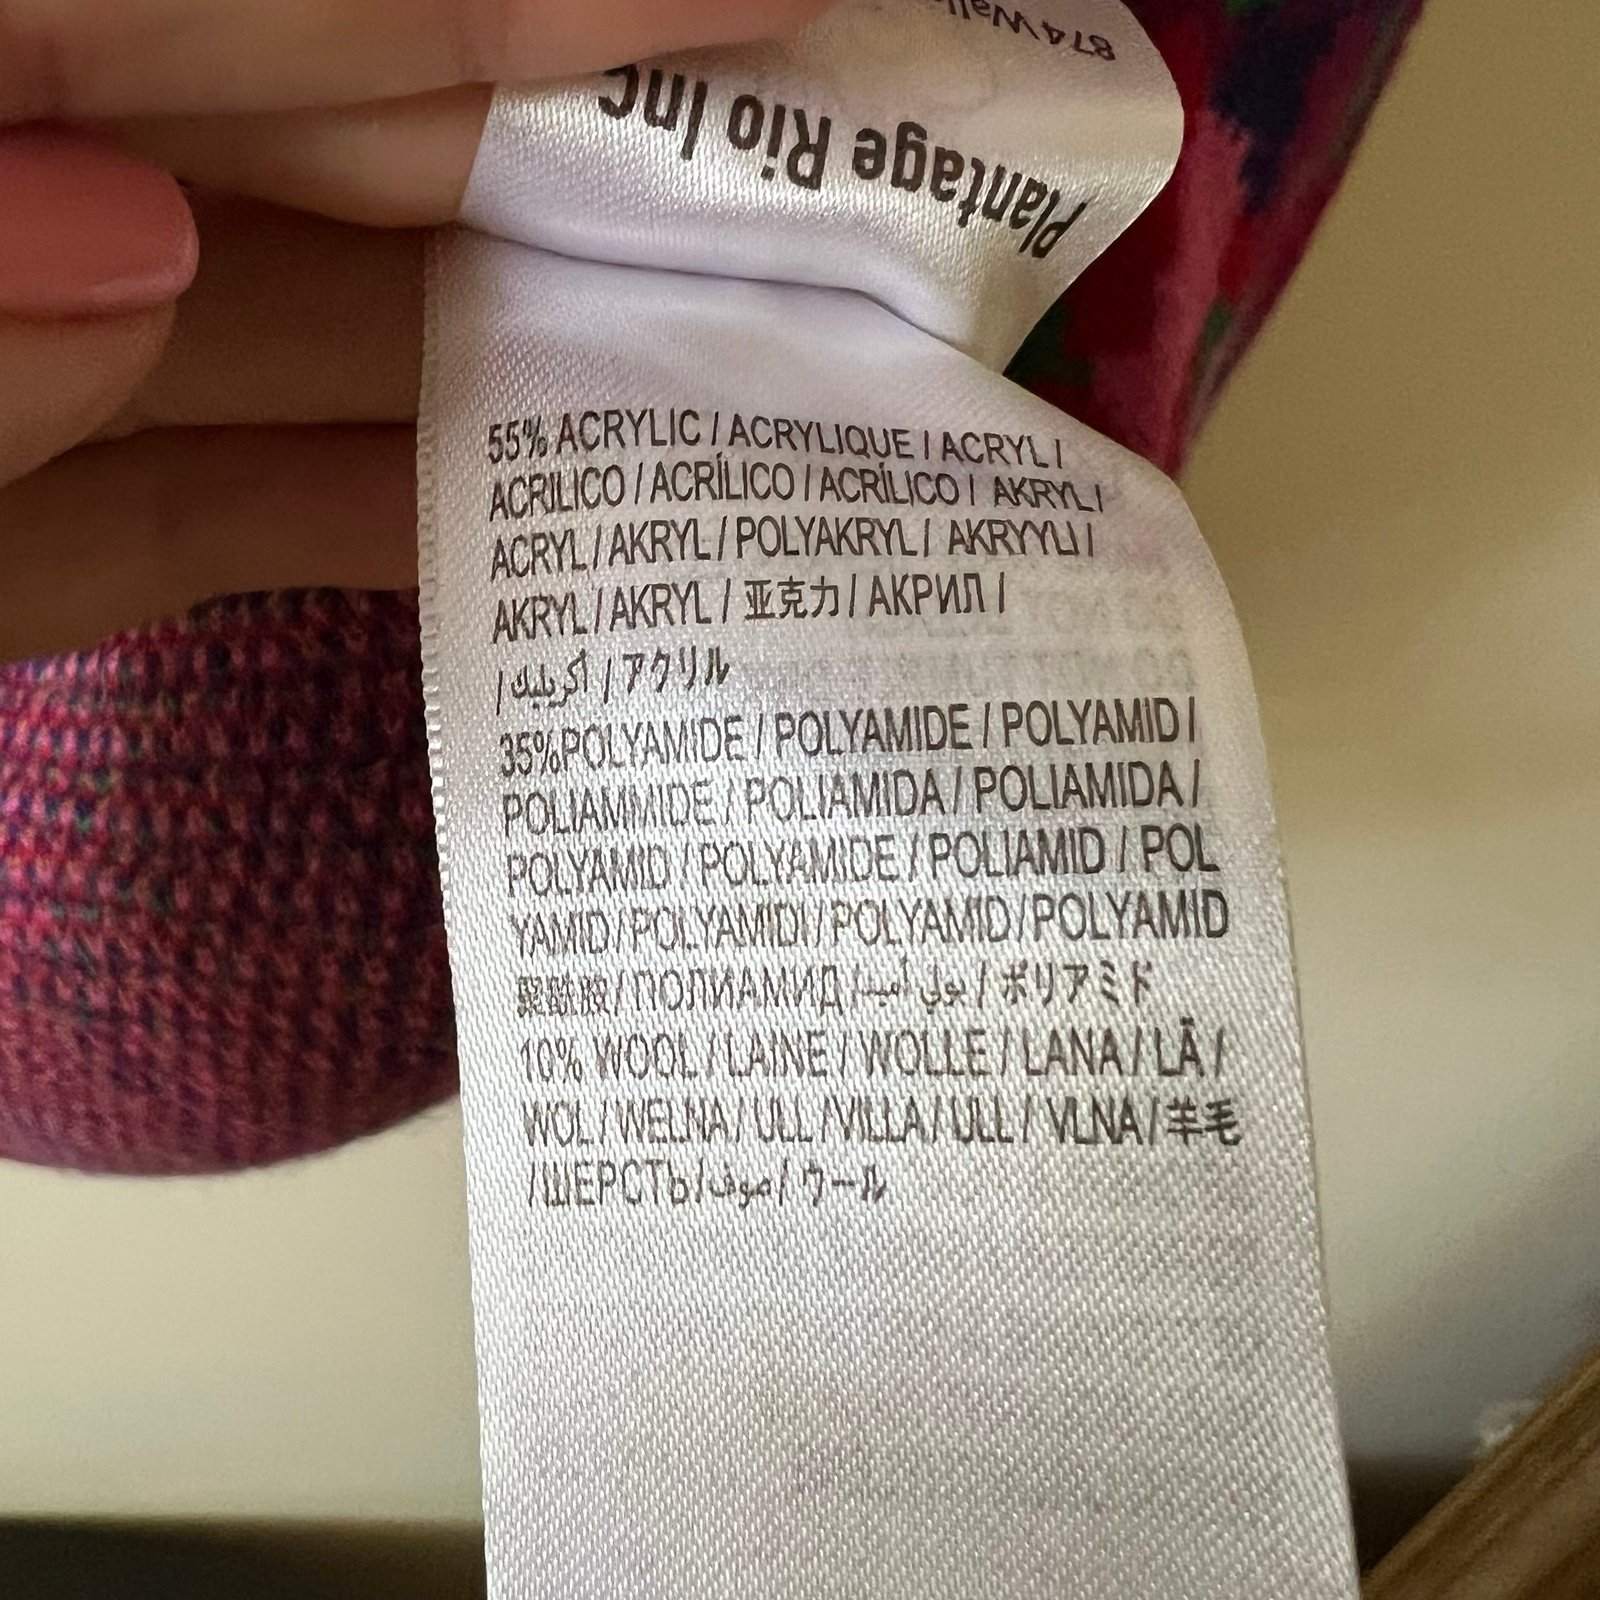 Plantage Rio Inc
55% ACRYLIC / ACRYLIQUE / ACRYL /
ACRILICO / ACRÍLICO / ACRÍLICO / AKRYL /
ACRYL / AKRYL / POLYAKRYL / AKRYYLI /
AKRYL / AKRYL / 亚克力 / АКРИЛ /
/ اكريليك / アクリル
35%POLYAMIDE / POLYAMIDE / POLYAMID /
POLIAMMIDE / POLIAMIDA / POLIAMIDA /
POLYAMID / POLYAMIDE / POLIAMID / POL
YAMID / POLYAMIDI / POLYAMID / POLYAMID
/ ПОЛИАМИД / / ポリアミド
10% WOOL / LAINE / WOLLE / LANA / LÃ /
WOL / WELNA / ULL / VILLA / ULL / VLNA / 羊毛
/ ШЕРСТЬ / صوف / ウール